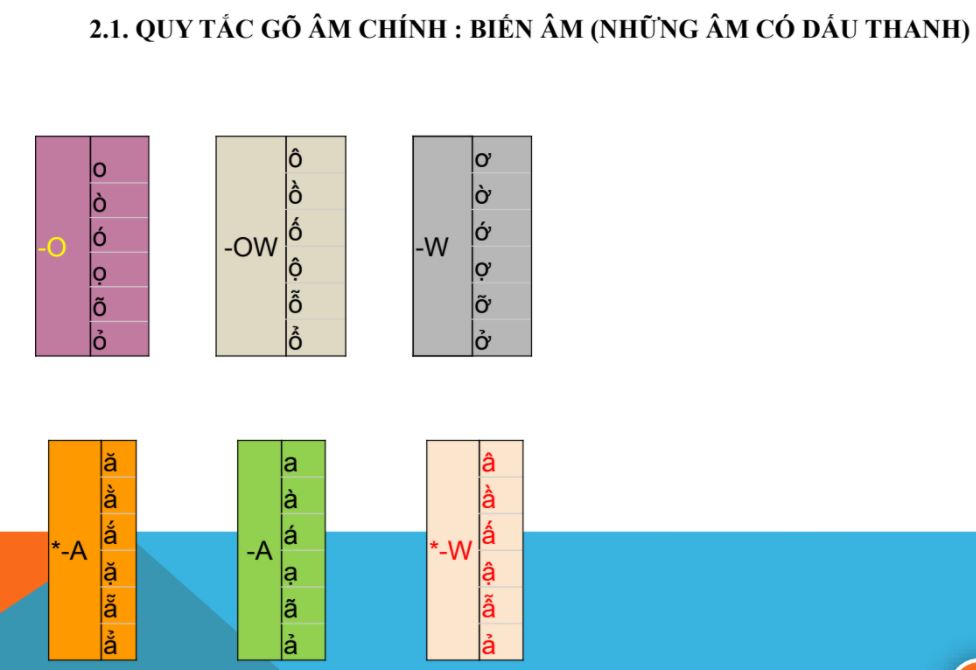 2.1. QUY TẮC GÕ ÂM CHÍNH : BIẾN ÂM (NHỮNG ÂM CÓ DẤU THANH)
-O
o
ò
ó
ọ
õ
ỏ
-OW
ô
ồ
ố
ộ
ỗ
ổ
-W
ơ
ờ
ớ
ợ
ỡ
ở
*-A
ă
ằ
ắ
ặ
ẵ
ẳ
-A
a
à
á
ạ
ã
ả
*-W
â
ầ
ấ
ậ
ẫ
ả